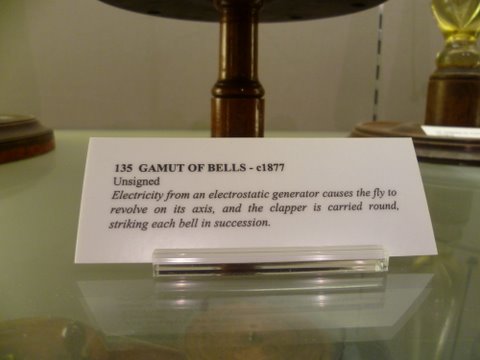 135 GAMUT OF BELLS - c1877
Unsigned
Electricity from an electrostatic generator causes the fly to
revolve on its axis, and the clapper is carried round,
striking each bell in succession.